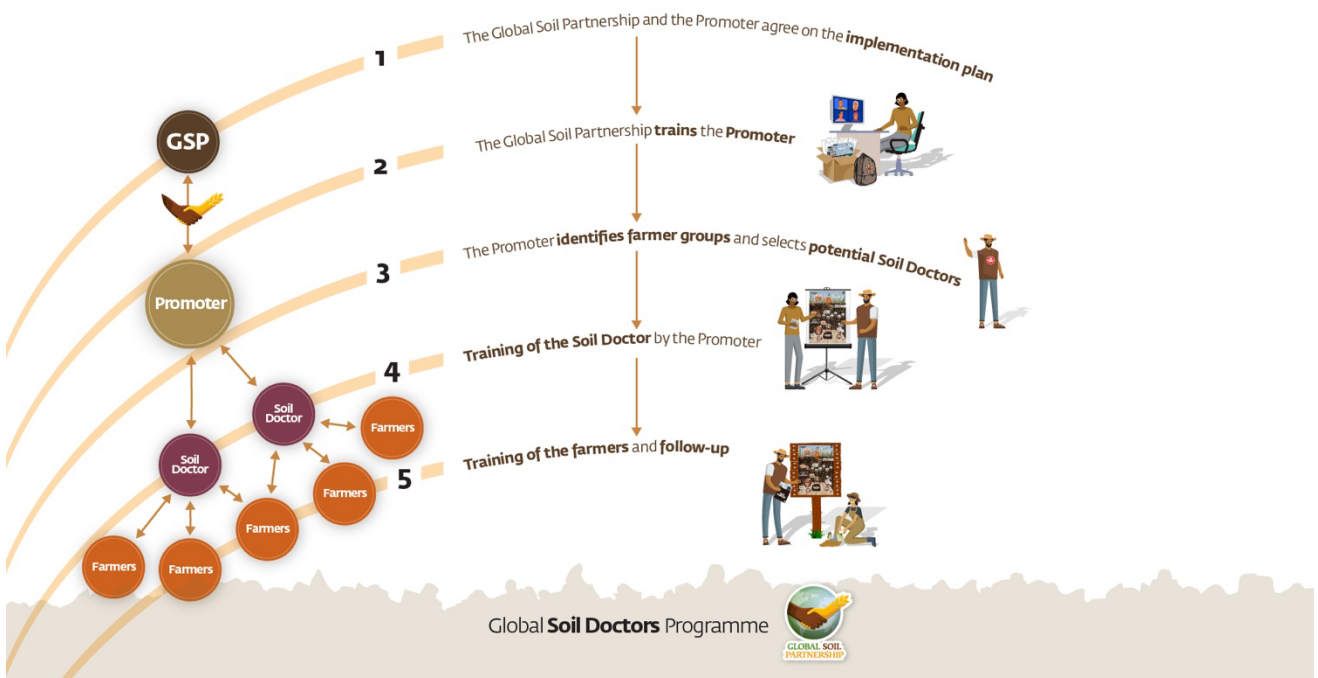 1
The Global Soil Partnership and the Promoter agree on the implementation plan
GSP
2
The Global Soil Partnership trains the Promoter
3
The Promoter identifies farmer groups and selects potential Soil Doctors
Promoter
4
Training of the Soil Doctor by the Promoter
Soil
Doctor
Farmers
Soil
Doctor
5
Training of the farmers and follow-up
Farmers
Farmers
Farmers
Farmers
Global Soil Doctors Programme
GLOBAL SOIL
PARTNERSHIP